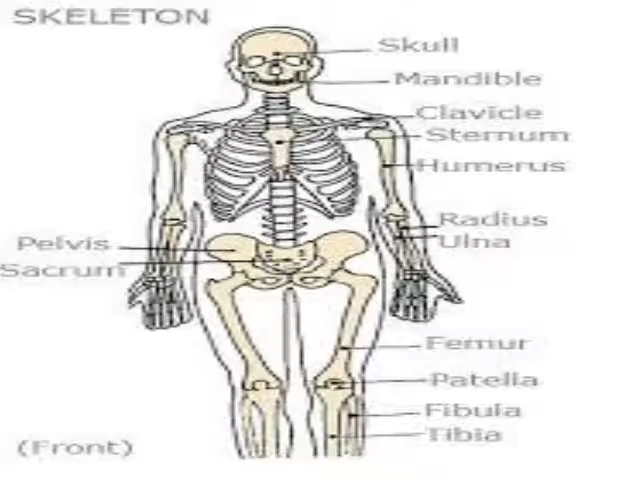 SKELETON
Skull
Mandible
Clavicle
Sternum
Humerus
Radius
Ulna
Pelvis
Sacrum
Femur
Patella
Fibula
Tibia
(Front)